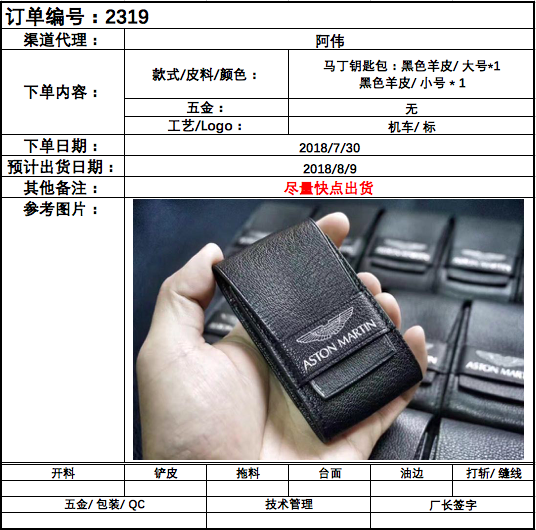 订单编号：2319
渠道代理：
阿伟
下单内容：
款式/皮料/颜色：
马丁钥匙包：黑色羊皮/ 大号*1
黑色羊皮/ 小号 * 1
五金：
无
工艺/Logo：
机车/ 标
下单日期：
2018/7/30
预计出货日期：
2018/8/9
其他备注：
尽量快点出货
参考图片：
ASTON MARTIN
开料
铲皮
拖料
台面
油边
打斩/ 缝线
五金/ 包装/ QC
技术管理
厂长签字